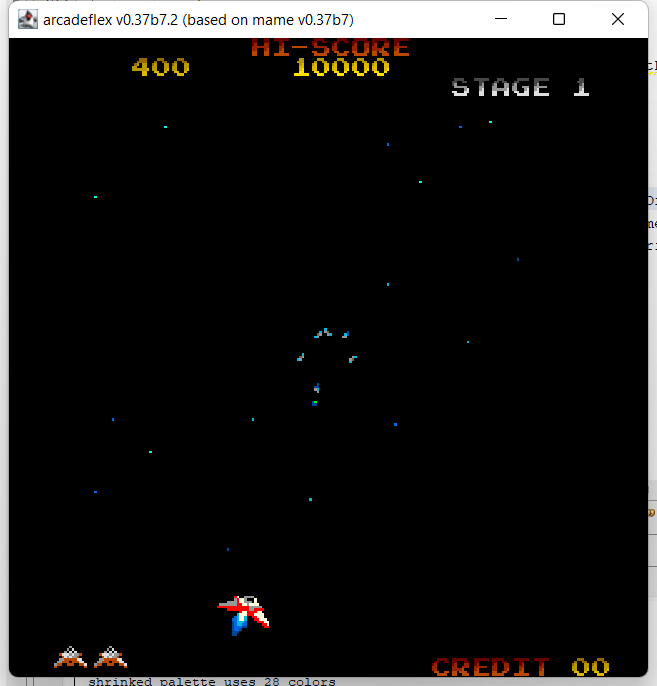 arcadeflex v0.37b7.2 (based on mame v0.37b7)
HI-SCORE
400 10000
STAGE 1
CREDIT 00
shrinked palette uses 28 colors